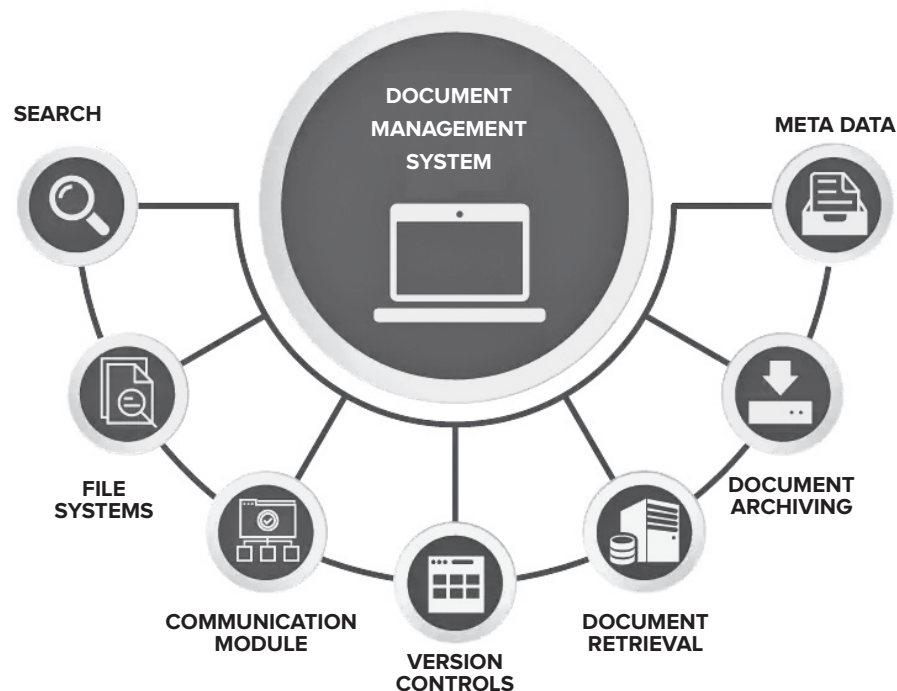 DOCUMENT
MANAGEMENT
SYSTEM
SEARCH
META DATA
FILE
SYSTEMS
DOCUMENT
ARCHIVING
COMMUNICATION
MODULE
DOCUMENT
RETRIEVAL
VERSION
CONTROLS